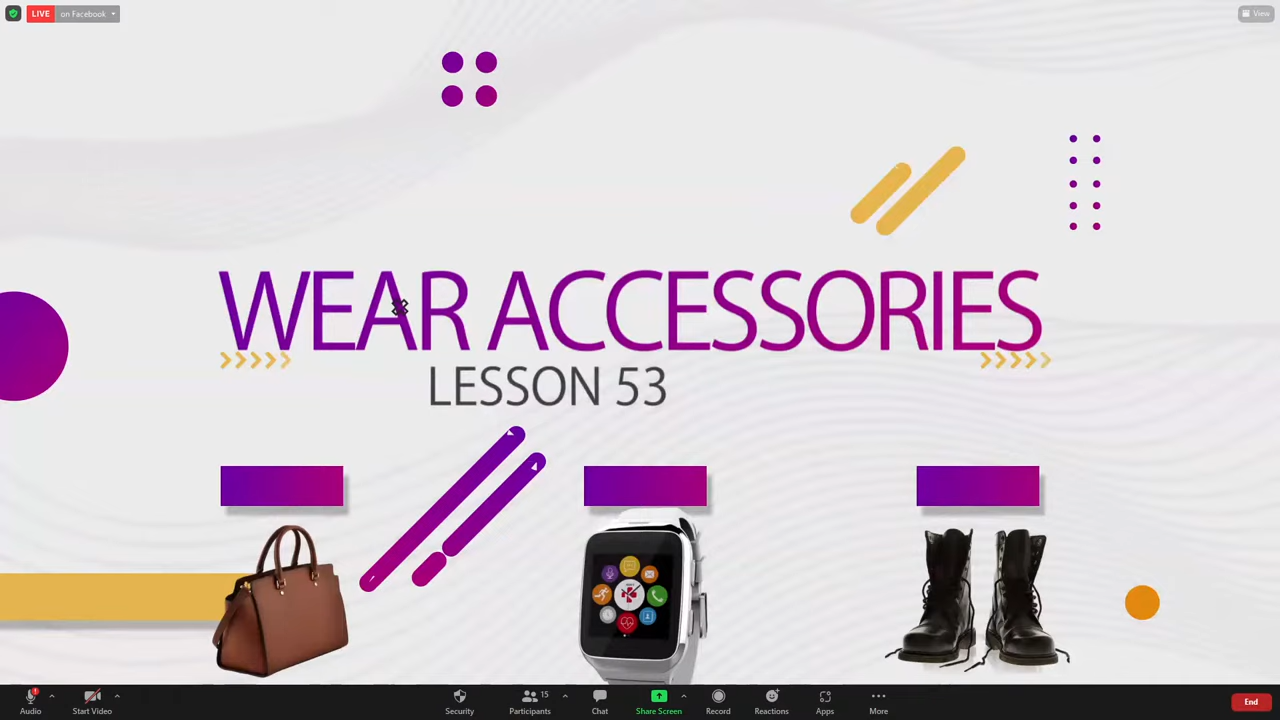 LIVE on Facebook
View
WEAR ACCESSORIES
LESSON 53
Audio
Start Video
Security
15
Participants
Chat
Share Screen
Record
Reactions
Apps
More
End